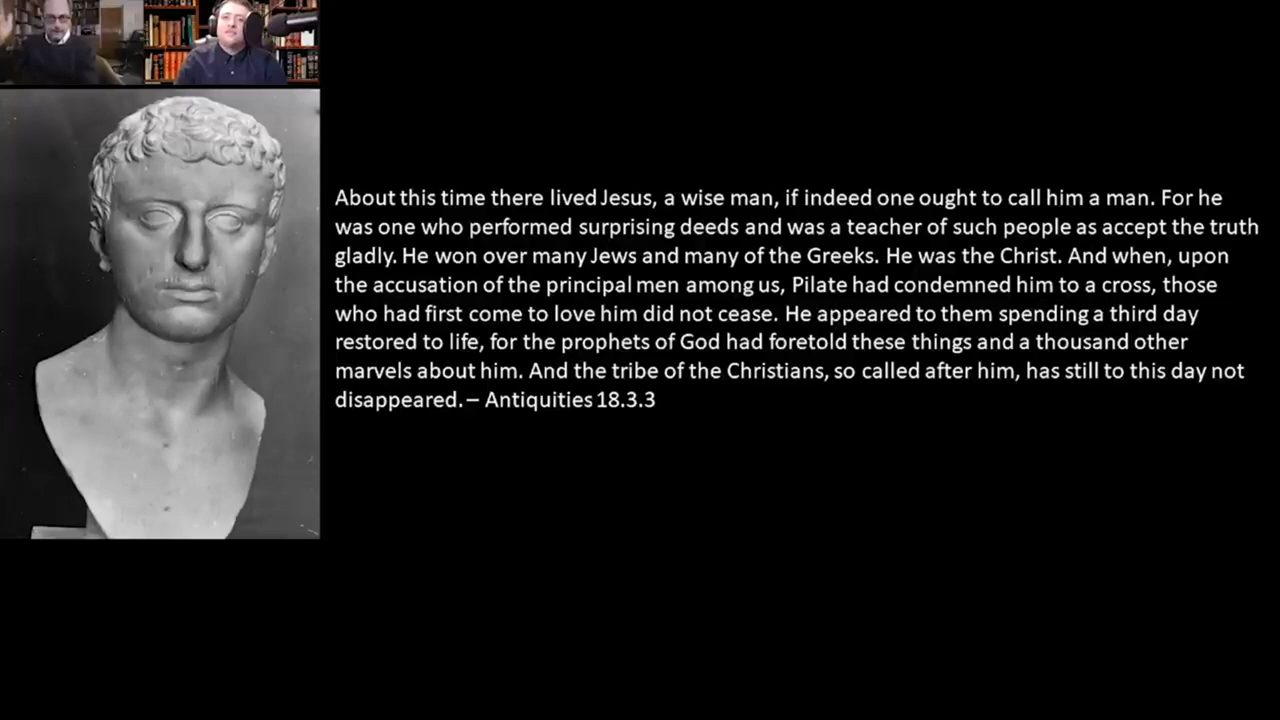 About this time there lived Jesus, a wise man, if indeed one ought to call him a man. For he
was one who performed surprising deeds and was a teacher of such people as accept the truth
gladly. He won over many Jews and many of the Greeks. He was the Christ. And when, upon
the accusation of the principal men among us, Pilate had condemned him to a cross, those
who had first come to love him did not cease. He appeared to them spending a third day
restored to life, for the prophets of God had foretold these things and a thousand other
marvels about him. And the tribe of the Christians, so called after him, has still to this day not
disappeared. – Antiquities 18.3.3